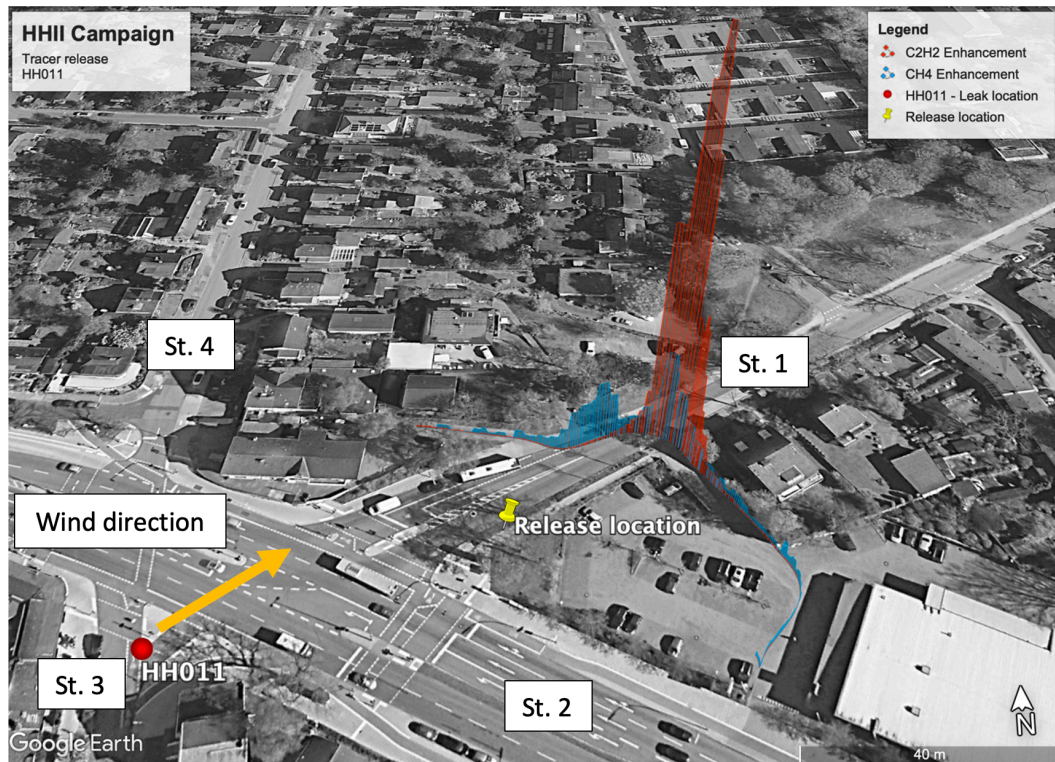 HHII Campaign
Tracer release
HH011
Legend
C2H2 Enhancement
CH4 Enhancement
HH011 - Leak location
Release location
St. 4
St. 1
Wind direction
Release location
HH011
St. 3
St. 2
N
Google Earth
40 m